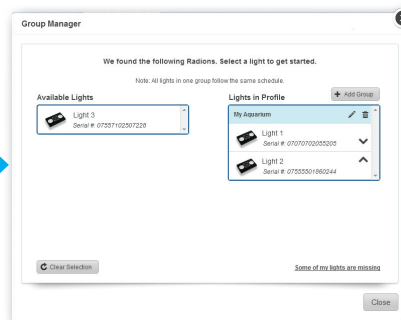 Group Manager
We found the following Radions. Select a light to get started.
Note: All lights in one group follow the same schedule.
Available Lights
Light 3
Serial #: 07557102507228
Lights in Profile
+ Add Group
My Aquarium
Light 1
Serial #: 07070702055205
Light 2
Serial #: 07555501860244
Clear Selection
Some of my lights are missing
Close